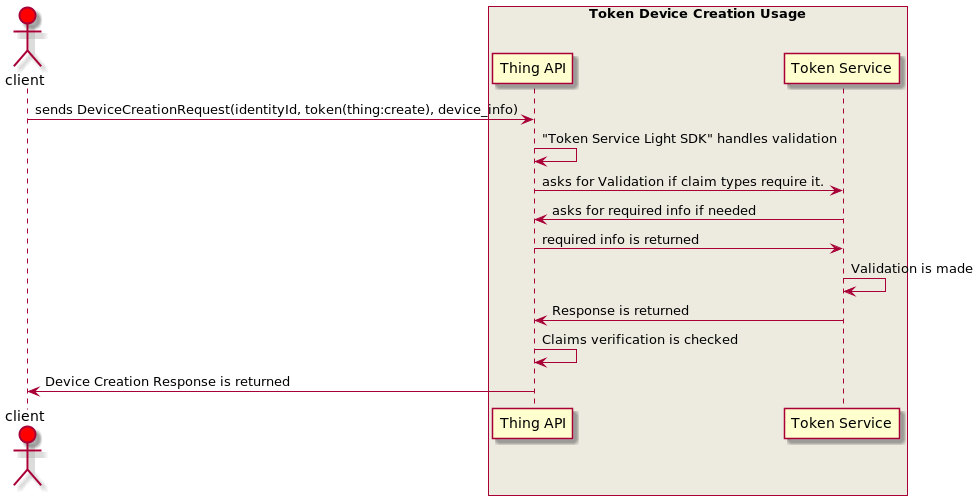 Token Device Creation Usage
client
Thing API
Token Service
sends DeviceCreationRequest(identityId, token(thing:create), device_info)
"Token Service Light SDK" handles validation
asks for Validation if claim types require it.
asks for required info if needed
required info is returned
Validation is made
Response is returned
Claims verification is checked
Device Creation Response is returned
client
Thing API
Token Service